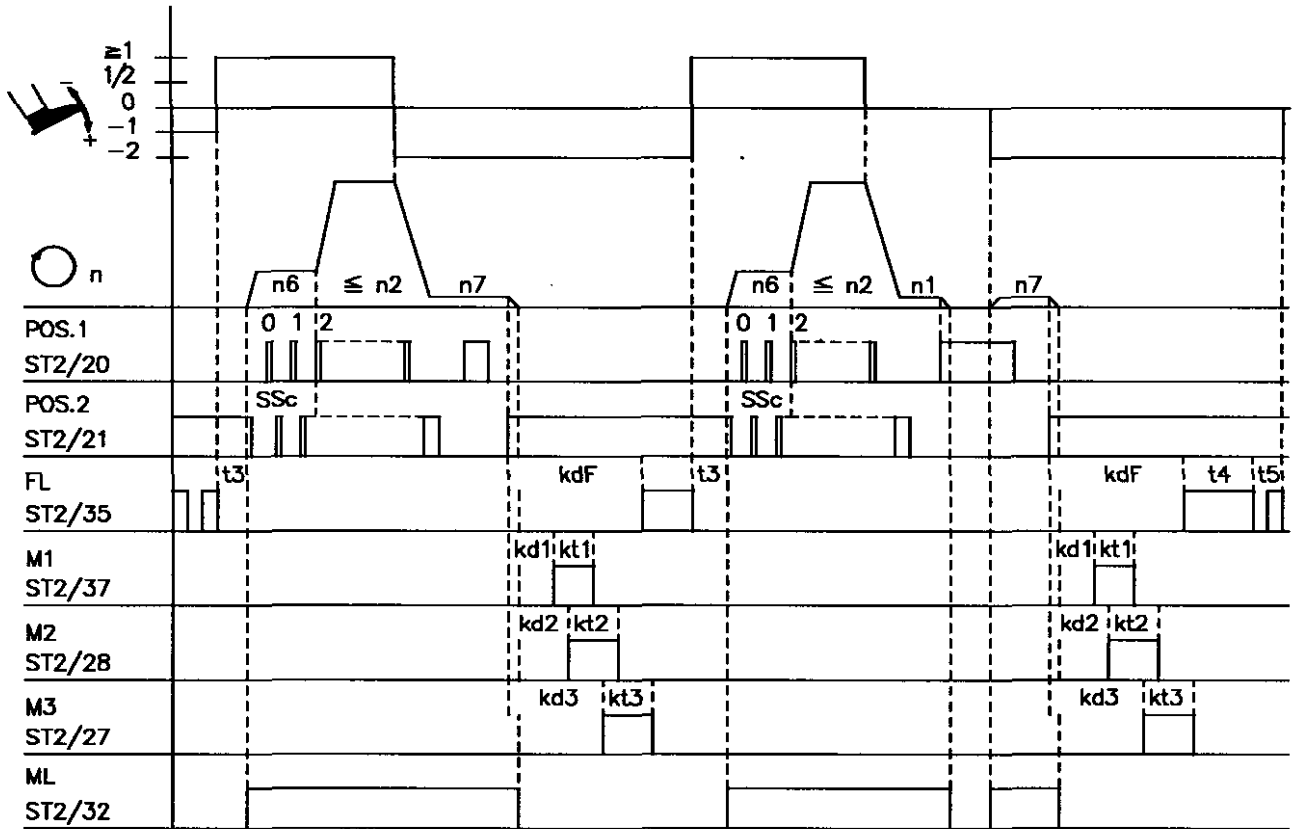 ≧1
1/2
0
-1
-2
-
+
n
n6 ≦ n2 n7 n6 ≦ n2 n1 n7
POS.1 0 1 2 0 1 2
ST2/20
POS.2 SSc SSc
ST2/21
FL t3 kdF t3 kdF t4 t5
ST2/35
M1 kd1 kt1 kd1 kt1
ST2/37
M2 kd2 kt2 kd2 kt2
ST2/28
M3 kd3 kt3 kd3 kt3
ST2/27
ML
ST2/32